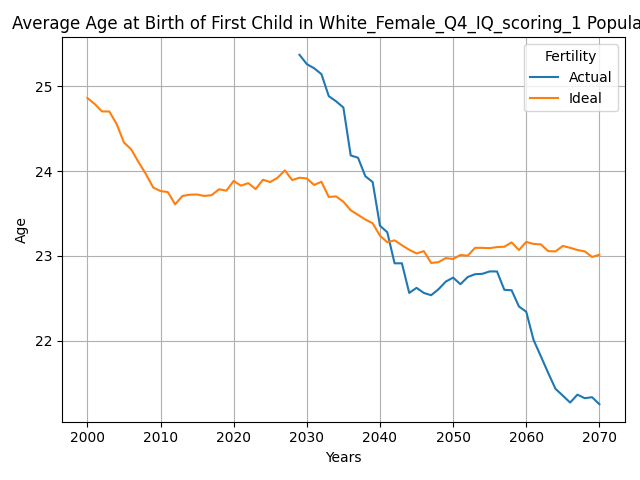 Average Age at Birth of First Child in White_Female_Q4_IQ_scoring_1 Popula
Fertility
Actual
Ideal
25
24
23
22
Age
2000 2010 2020 2030 2040 2050 2060 2070
Years